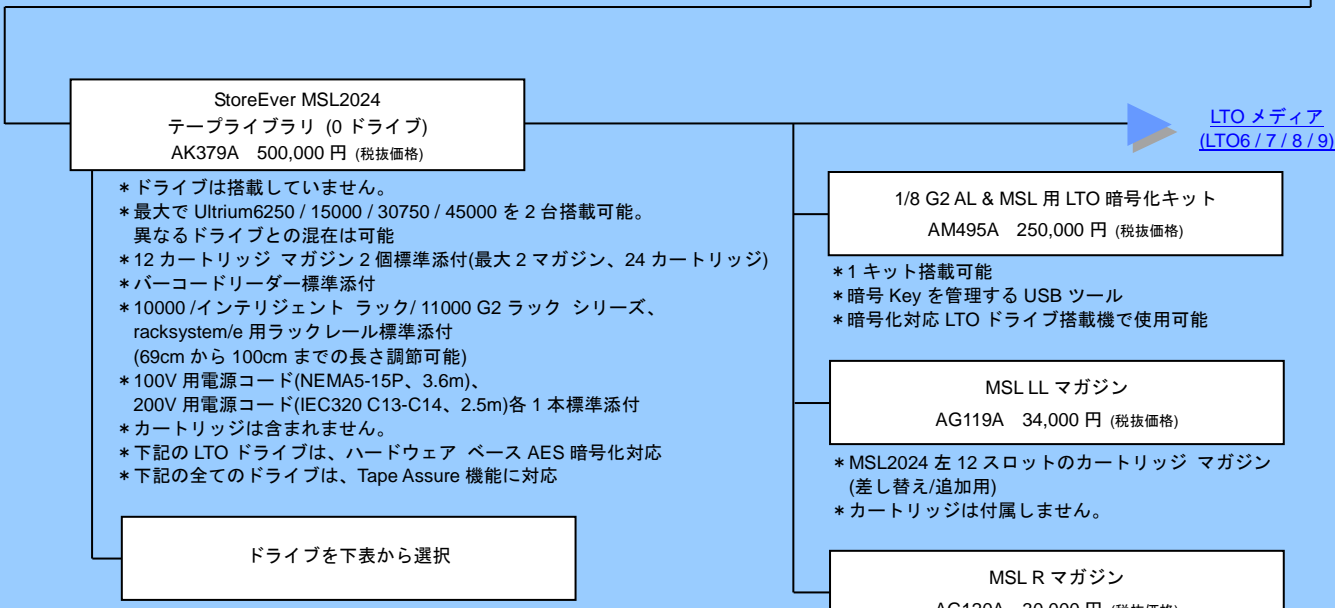 StoreEver MSL2024
テープライブラリ (0 ドライブ)
AK379A 500,000 円 (税抜価格)
＊ドライブは搭載していません。
＊最大で Ultrium6250 / 15000 / 30750 / 45000 を 2 台搭載可能。
異なるドライブとの混在は可能
＊12 カートリッジ マガジン 2 個標準添付(最大 2 マガジン、24 カートリッジ)
＊バーコードリーダー標準添付
＊10000 /インテリジェント ラック/ 11000 G2 ラック シリーズ、
racksystem/e 用ラックレール標準添付
(69cm から 100cm までの長さ調節可能)
＊100V 用電源コード(NEMA5-15P、3.6m)、
200V 用電源コード(IEC320 C13-C14、2.5m)各 1 本標準添付
＊カートリッジは含まれません。
＊下記の LTO ドライブは、ハードウェア ベース AES 暗号化対応
＊下記の全てのドライブは、Tape Assure 機能に対応
ドライブを下表から選択
LTO メディア
(LTO6 / 7 / 8 / 9)
1/8 G2 AL & MSL 用 LTO 暗号化キット
AM495A 250,000 円 (税抜価格)
＊1 キット搭載可能
＊暗号 Key を管理する USB ツール
＊暗号化対応 LTO ドライブ搭載機で使用可能
MSL LL マガジン
AG119A 34,000 円 (税抜価格)
＊MSL2024 左 12 スロットのカートリッジ マガジン
(差し替え/追加用)
＊カートリッジは付属しません。
MSL R マガジン
AG120A 30,000 円 (税抜価格)